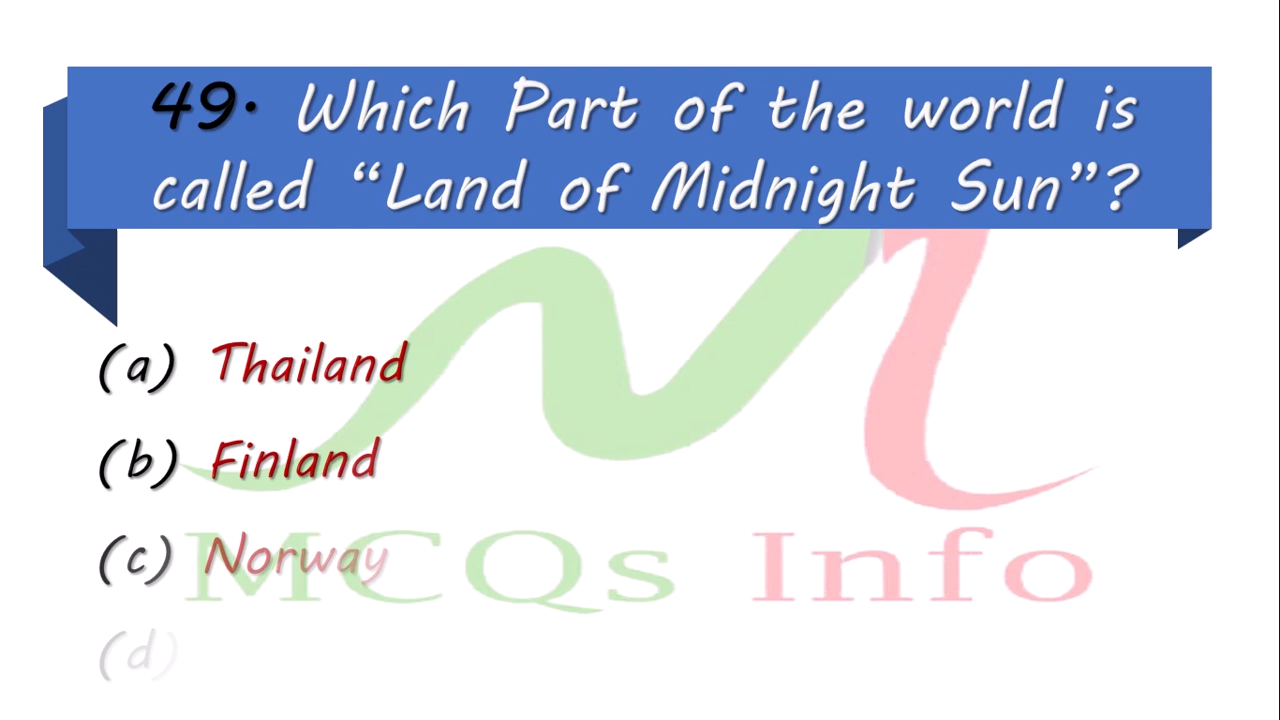 49. Which Part of the world is
called “Land of Midnight Sun”?
(a) Thailand
(b) Finland
(c) Norway
(d)
MCQs Info